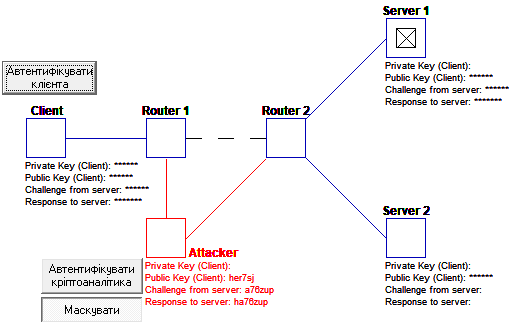 Server 1
Private Key (Client):
Public Key (Client): ******
Challenge from server: ******
Response to server: *******
Автентифікувати
клієнта
Client
Router 1
Router 2
Private Key (Client): ******
Public Key (Client): ******
Challenge from server: ******
Response to server: *******
Server 2
Private Key (Client):
Public Key (Client): ******
Challenge from server:
Response to server:
Attacker
Private Key (Client):
Public Key (Client): her7sj
Challenge from server: a76zup
Response to server: ha76zup
Автентифікувати
кріптоаналітика
Маскувати